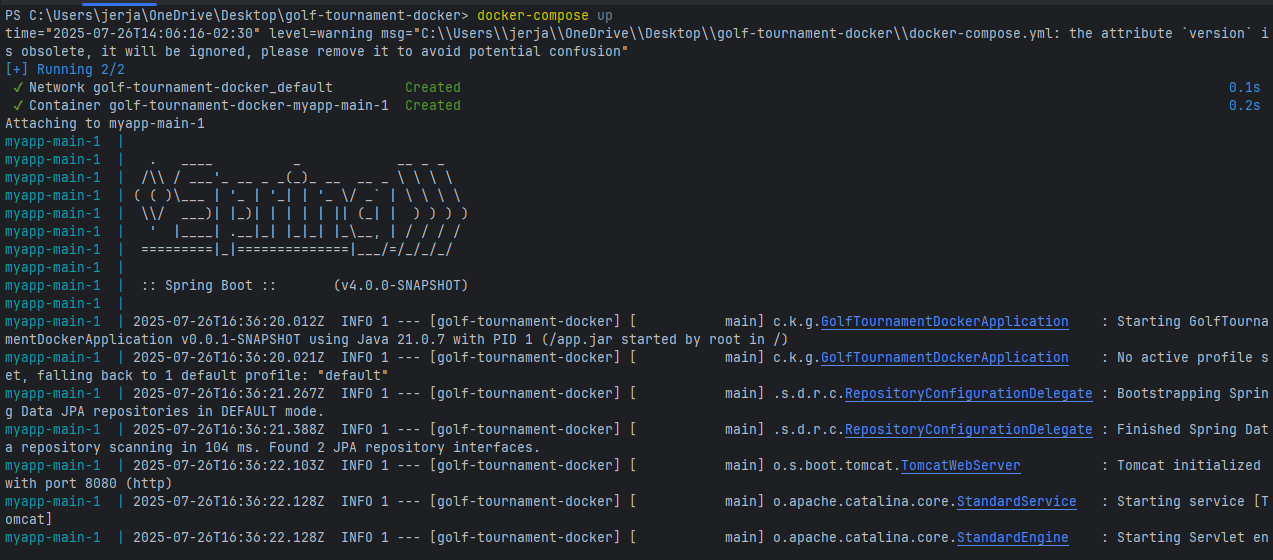 PS C:\Users\jerja\OneDrive\Desktop\golf-tournament-docker> docker-compose up
time="2025-07-26T14:06:16-02:30" level=warning msg="C:\\Users\\jerja\\OneDrive\\Desktop\\golf-tournament-docker\\docker-compose.yml: the attribute `version` i
s obsolete, it will be ignored, please remove it to avoid potential confusion"
[+] Running 2/2
 ✓ Network golf-tournament-docker_default         Created                                                                                                0.1s
 ✓ Container golf-tournament-docker-myapp-main-1  Created                                                                                                0.2s
Attaching to myapp-main-1
myapp-main-1  |
myapp-main-1  |   .   ____          _            __ _ _
myapp-main-1  |  /\\ / ___'_ __ _ _(_)_ __  __ _ \ \ \ \
myapp-main-1  | ( ( )\___ | '_ | '_| | '_ \/ _` | \ \ \ \
myapp-main-1  |  \\/  ___)| |_)| | | | | || (_| |  ) ) ) )
myapp-main-1  |   '  |____| .__|_| |_|_| |_\__, | / / / /
myapp-main-1  |  =========|_|==============|___/=/_/_/_/
myapp-main-1  |
myapp-main-1  |  :: Spring Boot ::       (v4.0.0-SNAPSHOT)
myapp-main-1  |
myapp-main-1  | 2025-07-26T16:36:20.012Z  INFO 1 --- [golf-tournament-docker] [           main] c.k.g.GolfTournamentDockerApplication    : Starting GolfTourna
mentDockerApplication v0.0.1-SNAPSHOT using Java 21.0.7 with PID 1 (/app.jar started by root in /)
myapp-main-1  | 2025-07-26T16:36:20.021Z  INFO 1 --- [golf-tournament-docker] [           main] c.k.g.GolfTournamentDockerApplication    : No active profile s
et, falling back to 1 default profile: "default"
myapp-main-1  | 2025-07-26T16:36:21.267Z  INFO 1 --- [golf-tournament-docker] [           main] .s.d.r.c.RepositoryConfigurationDelegate : Bootstrapping Sprin
g Data JPA repositories in DEFAULT mode.
myapp-main-1  | 2025-07-26T16:36:21.388Z  INFO 1 --- [golf-tournament-docker] [           main] .s.d.r.c.RepositoryConfigurationDelegate : Finished Spring Dat
a repository scanning in 104 ms. Found 2 JPA repository interfaces.
myapp-main-1  | 2025-07-26T16:36:22.103Z  INFO 1 --- [golf-tournament-docker] [           main] o.s.boot.tomcat.TomcatWebServer          : Tomcat initialized
with port 8080 (http)
myapp-main-1  | 2025-07-26T16:36:22.128Z  INFO 1 --- [golf-tournament-docker] [           main] o.apache.catalina.core.StandardService   : Starting service [T
omcat]
myapp-main-1  | 2025-07-26T16:36:22.128Z  INFO 1 --- [golf-tournament-docker] [           main] o.apache.catalina.core.StandardEngine    : Starting Servlet en